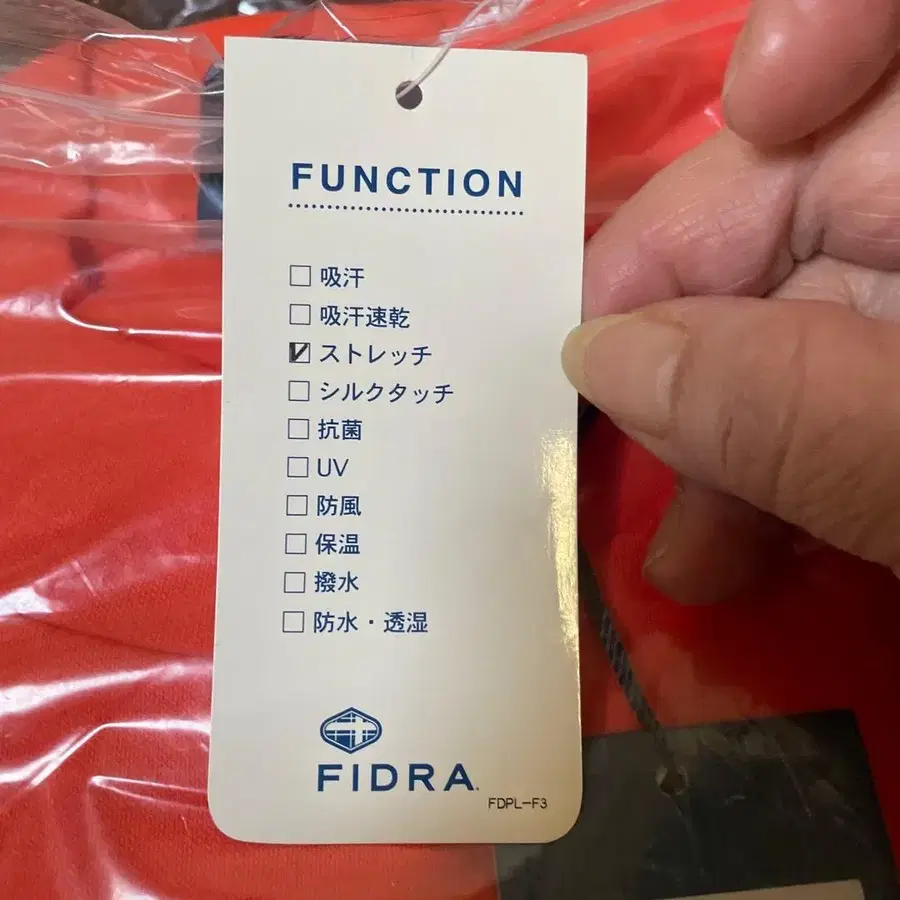 FUNCTION
□ 吸汗
□ 吸汗速乾
☑ ストレッチ
□ シルクタッチ
□ 抗菌
□ UV
□ 防風
□ 保温
□ 撥水
□ 防水・透湿
FIDRA.
FDPL-F3